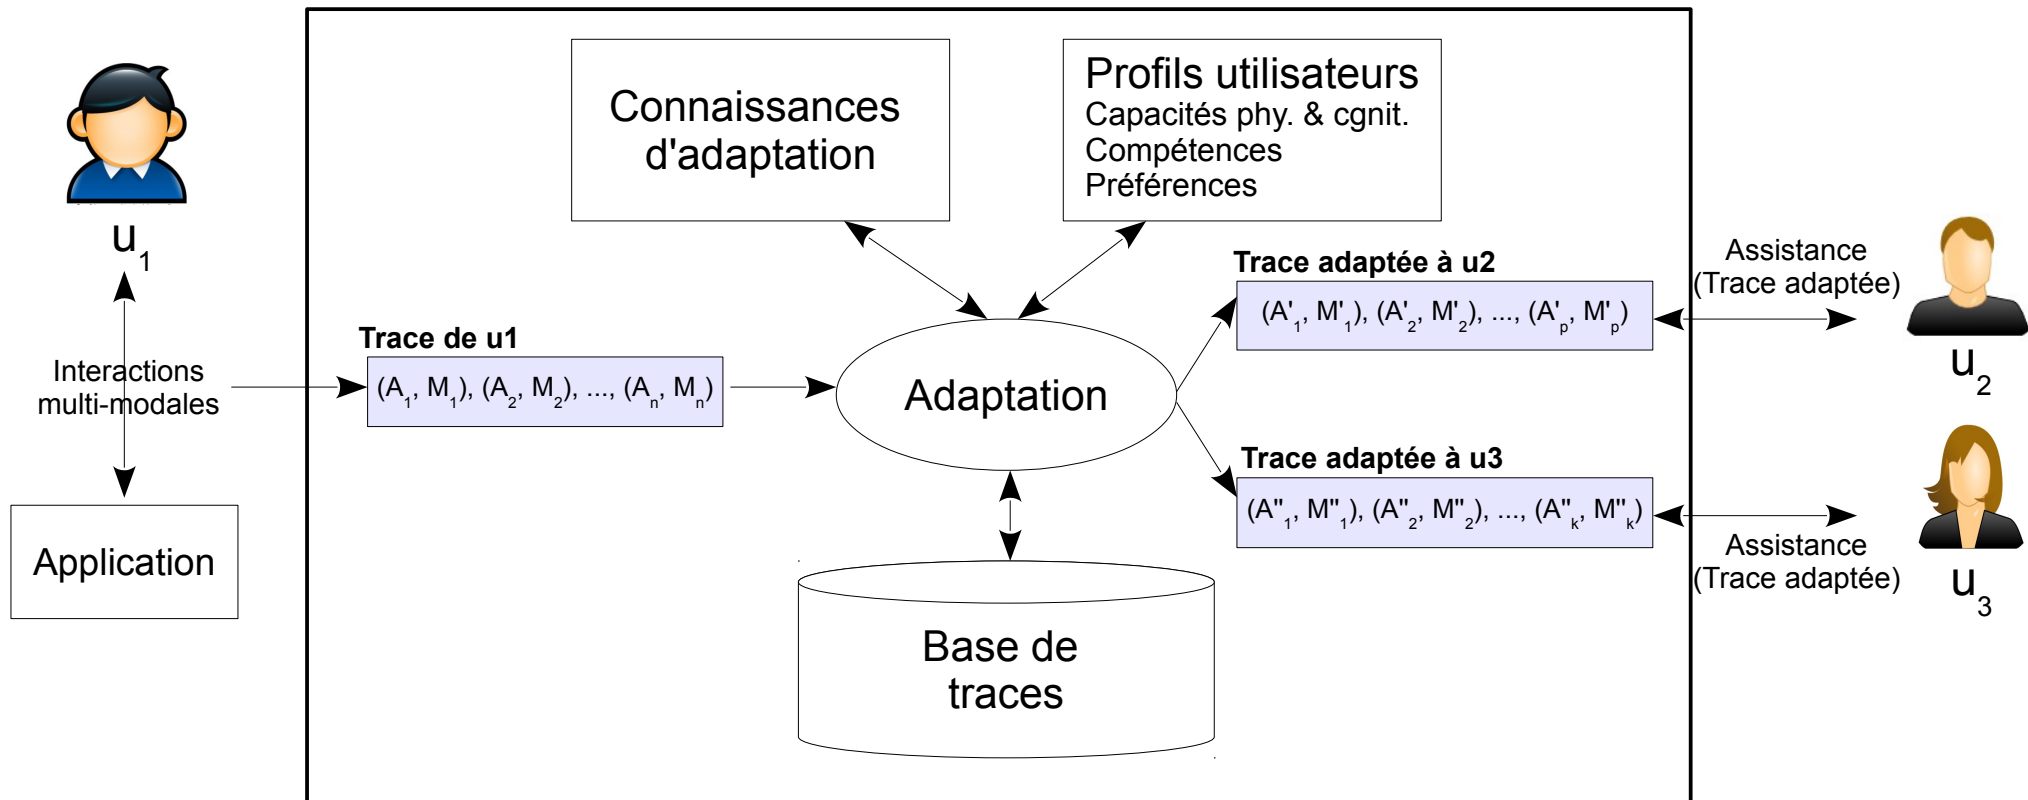 u1
Interactions
multi-modales
Application
Connaissances
d'adaptation
Profils utilisateurs
Capacités phy. & cgnit.
Compétences
Préférences
Trace de u1
(A1, M1), (A2, M2), ..., (An, Mn)
Adaptation
Base de
traces
Trace adaptée à u2
(A'1, M'1), (A'2, M'2), ..., (A'p, M'p)
Trace adaptée à u3
(A"1, M"1), (A"2, M"2), ..., (A"k, M"k)
Assistance
(Trace adaptée)
u2
Assistance
(Trace adaptée)
u3